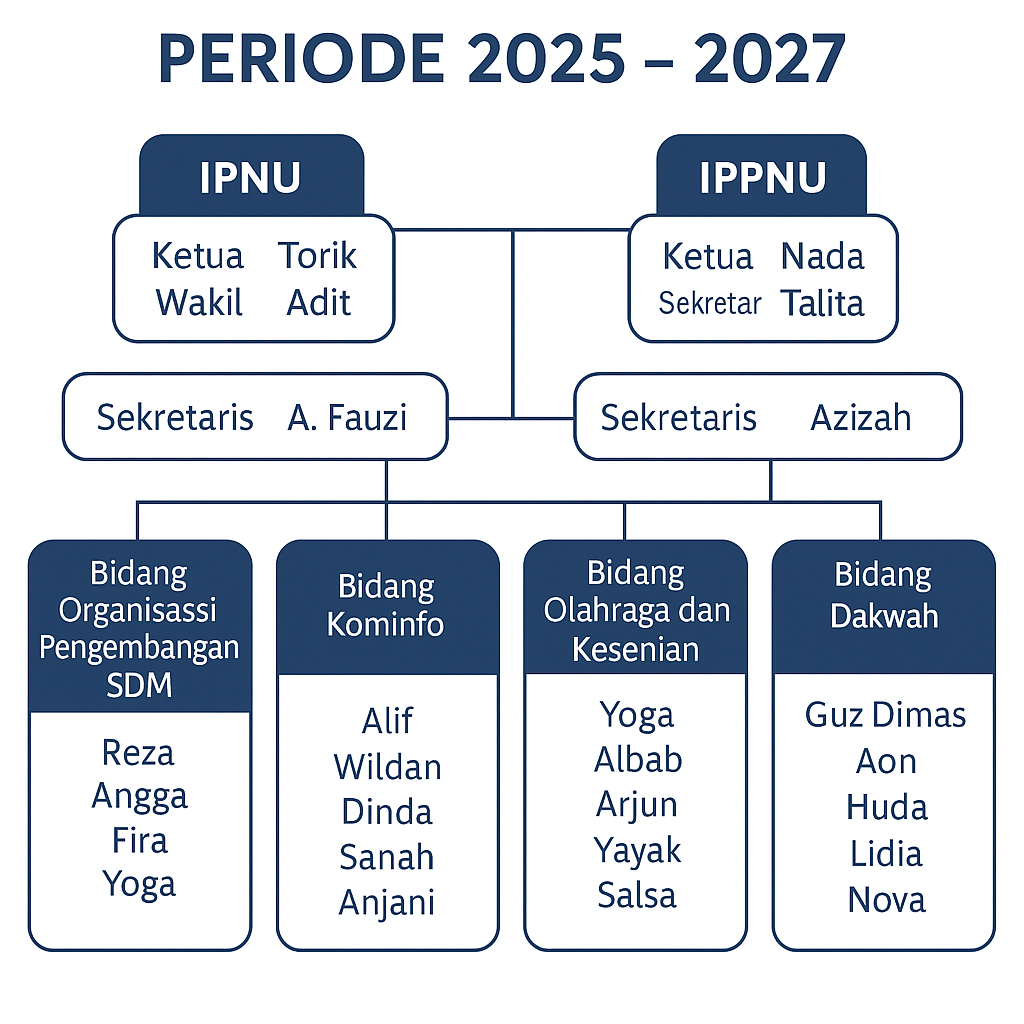 PERIODE 2025 – 2027
IPNU
Ketua Torik
Wakil Adit
IPPNU
Ketua Nada
Sekretar Talita
Sekretaris A. Fauzi
Sekretaris Azizah
Bidang
Organisassi
Pengembangan
SDM
Reza
Angga
Fira
Yoga
Bidang
Kominfo
Alif
Wildan
Dinda
Sanah
Anjani
Bidang
Olahraga dan
Kesenian
Yoga
Albab
Arjun
Yayak
Salsa
Bidang
Dakwah
Guz Dimas
Aon
Huda
Lidia
Nova